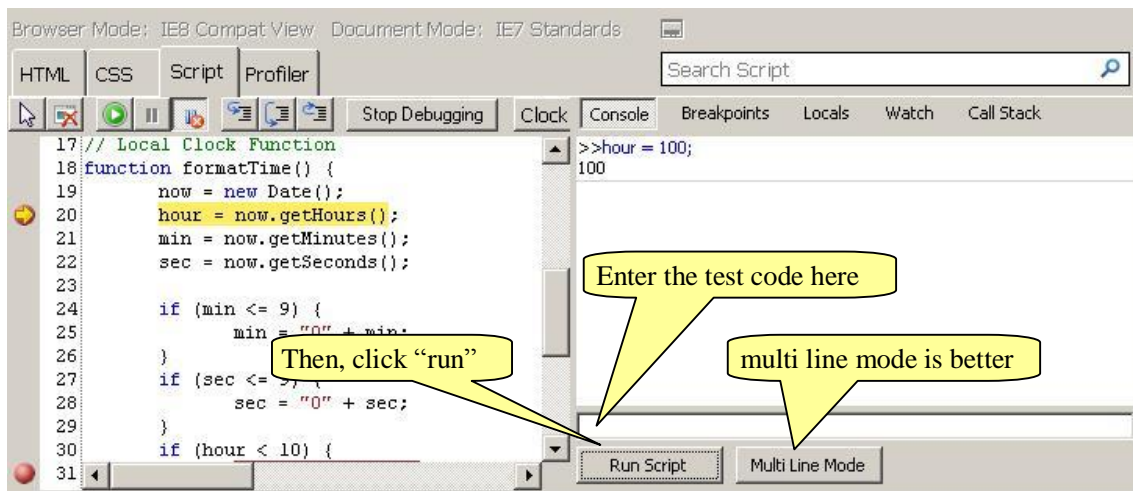 Browser Mode: IE8 Compat View Document Mode: IE7 Standards
HTML CSS Script Profiler
Search Script
Stop Debugging Clock
Console Breakpoints Locals Watch Call Stack
17 // Local Clock Function
18 function formatTime() {
19 now = new Date();
20 hour = now.getHours();
21 min = now.getMinutes();
22 sec = now.getSeconds();
23
24 if (min <= 9) {
25 min = "0" + min;
26 }
27 if (sec <= 9) {
28 sec = "0" + sec;
29 }
30 if (hour < 10) {
31
>>hour = 100;
100
Enter the test code here
Then, click “run”
multi line mode is better
Run Script Multi Line Mode